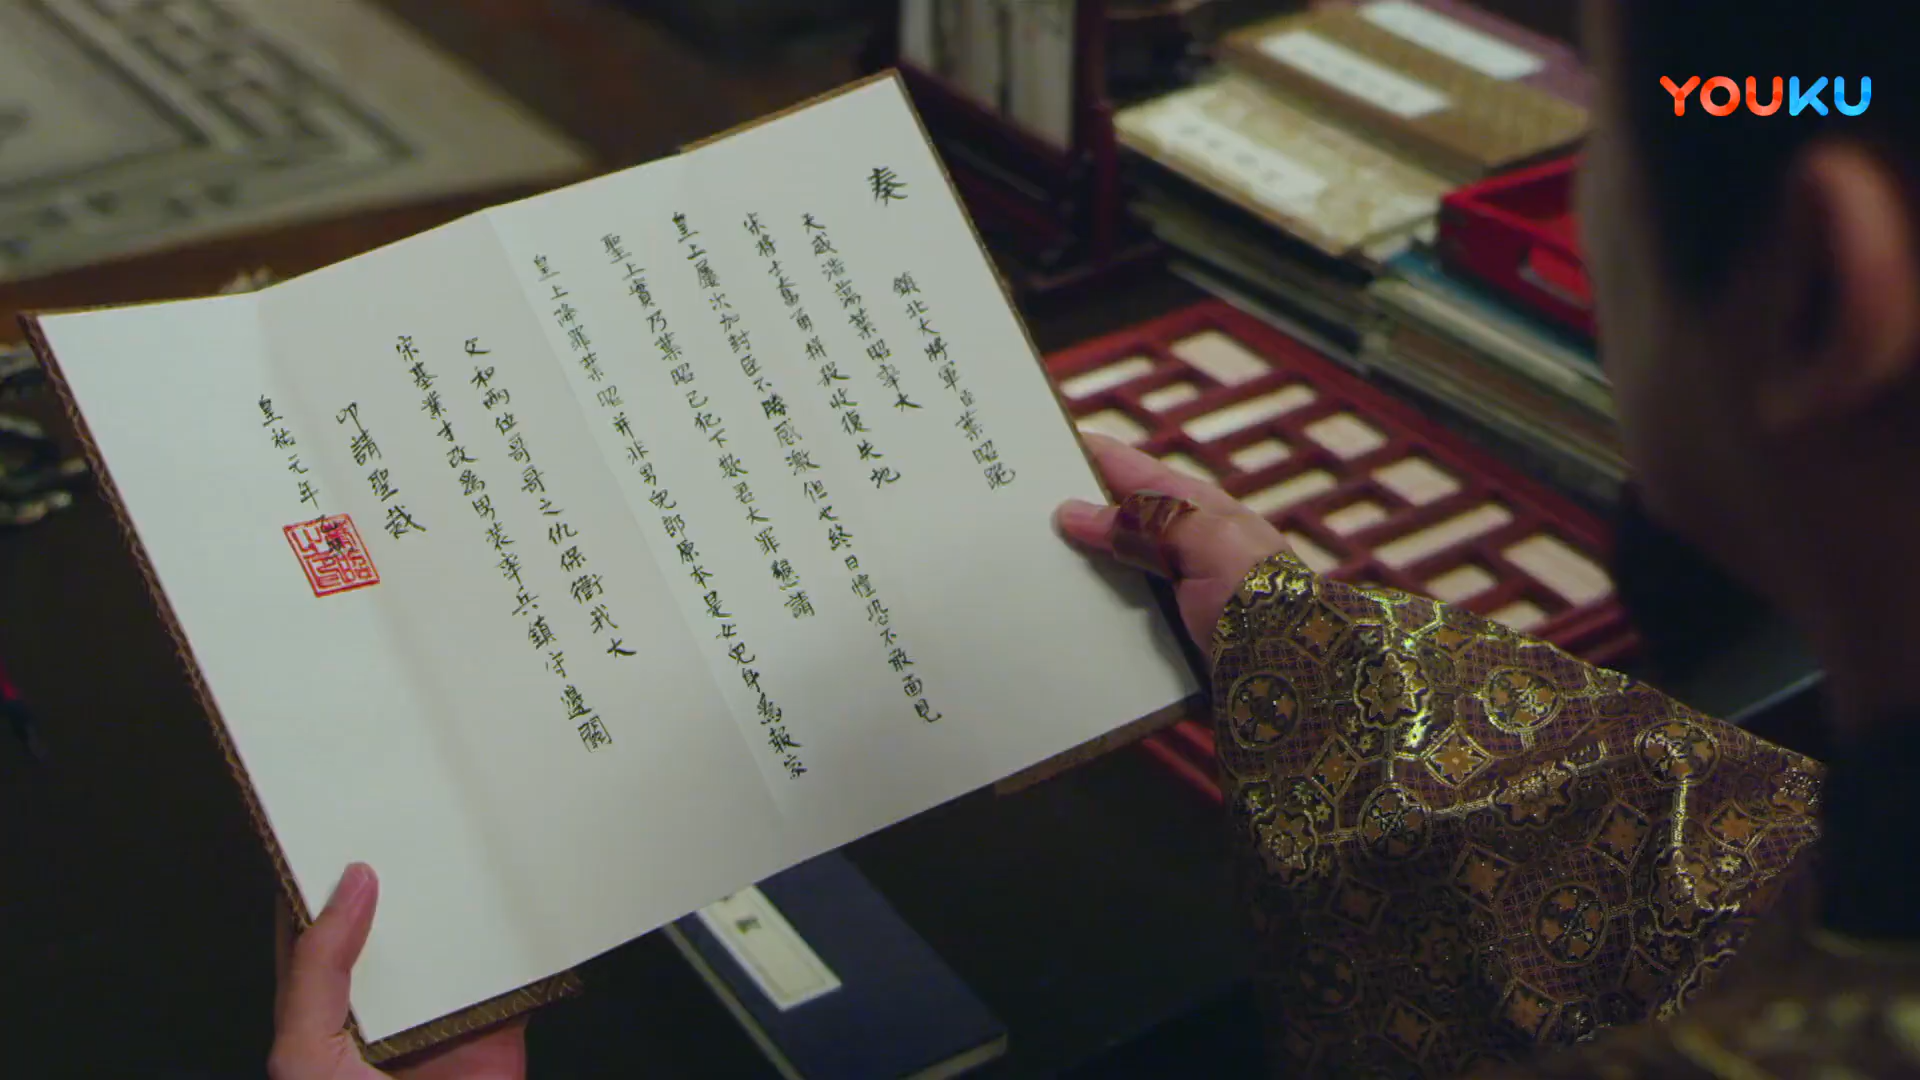 奏
鎮北大將軍臣葉昭跪
天威浩蕩葉昭率大
宋將士奮勇拼殺收復失地
皇上屢次加封臣不勝感激但也終日惶恐不敢面見
聖上實乃葉昭已犯下欺君大罪懇請
皇上降罪葉昭并非男兒郎原本是女兒身為報家
父和兩位哥哥之仇保衛我大
宋基業才改為男裝率兵鎮守邊關
叩請聖裁
皇祐元年
YOUKU